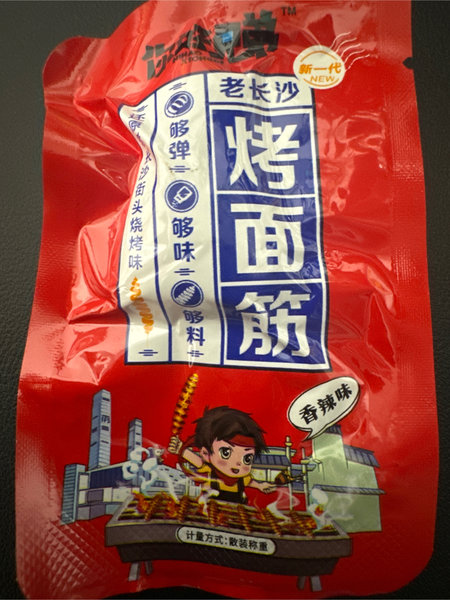 TM
新一代
NEW
老长沙
烤面筋
够弹
够味
够料
长沙街头烧烤味
香辣味
计量方式:散装称重